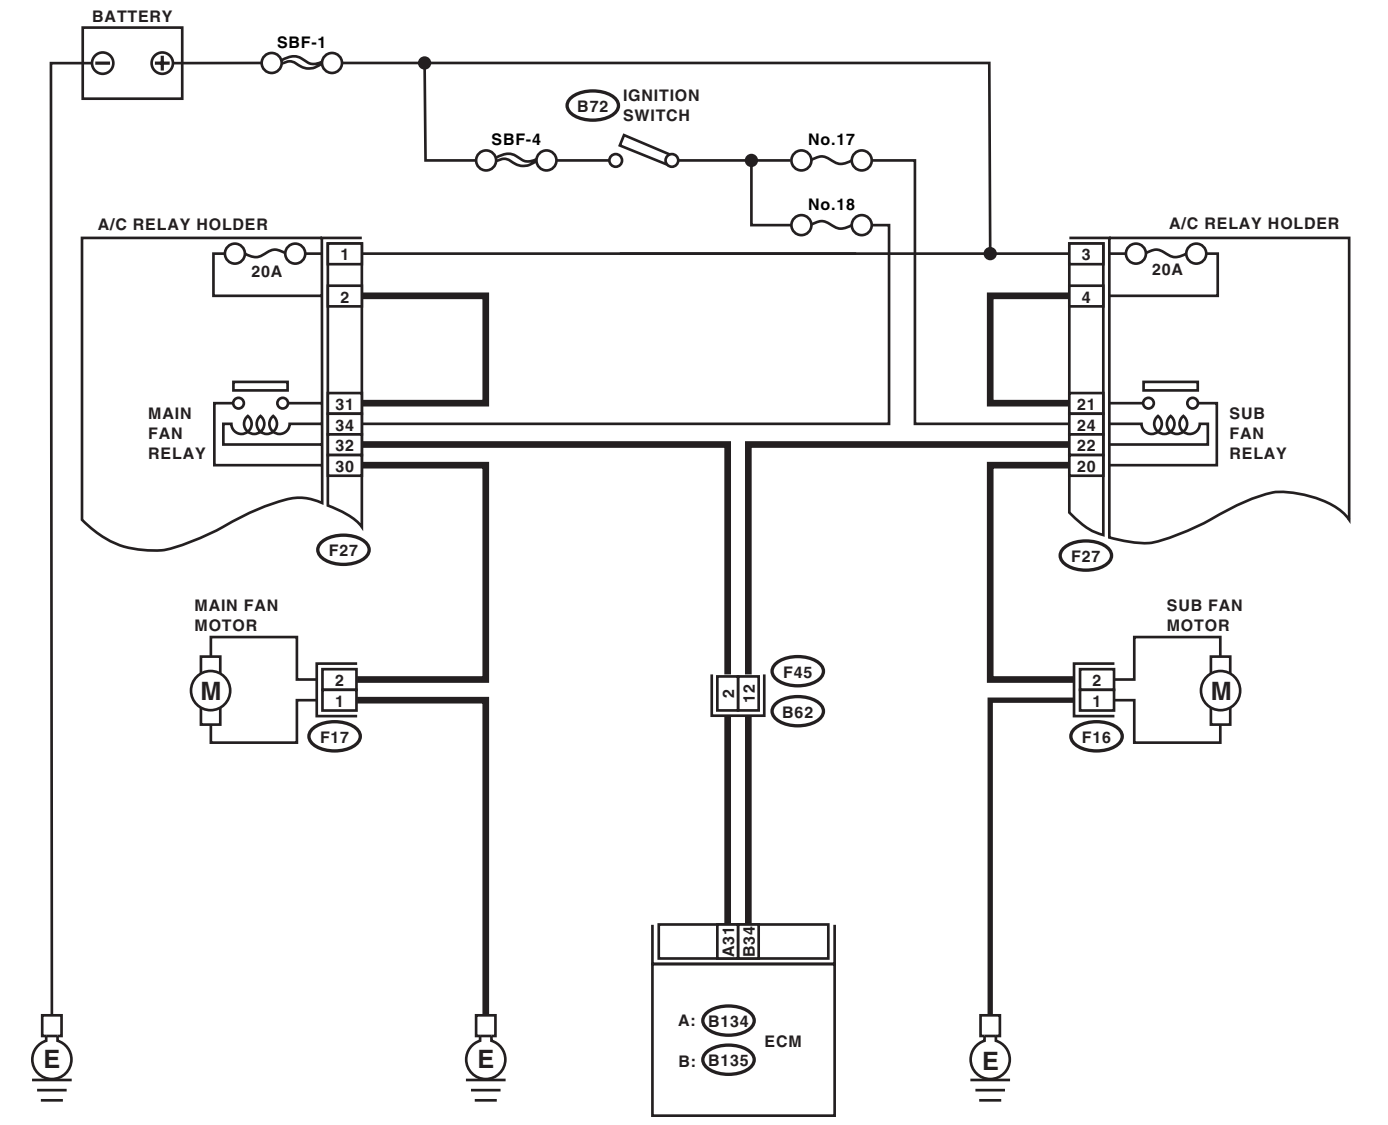 BATTERY
SBF-1
B72
IGNITION
SWITCH
SBF-4
No.17
No.18
A/C RELAY HOLDER
A/C RELAY HOLDER
20A
1
2
3
4
20A
31
34
32
30
21
24
22
20
MAIN
FAN
RELAY
SUB
FAN
RELAY
F27
F27
MAIN FAN
MOTOR
SUB FAN
MOTOR
M
2
1
F17
2
12
F45
B62
2
1
F16
M
A31
B34
A: B134
B: B135
ECM
E
E
E